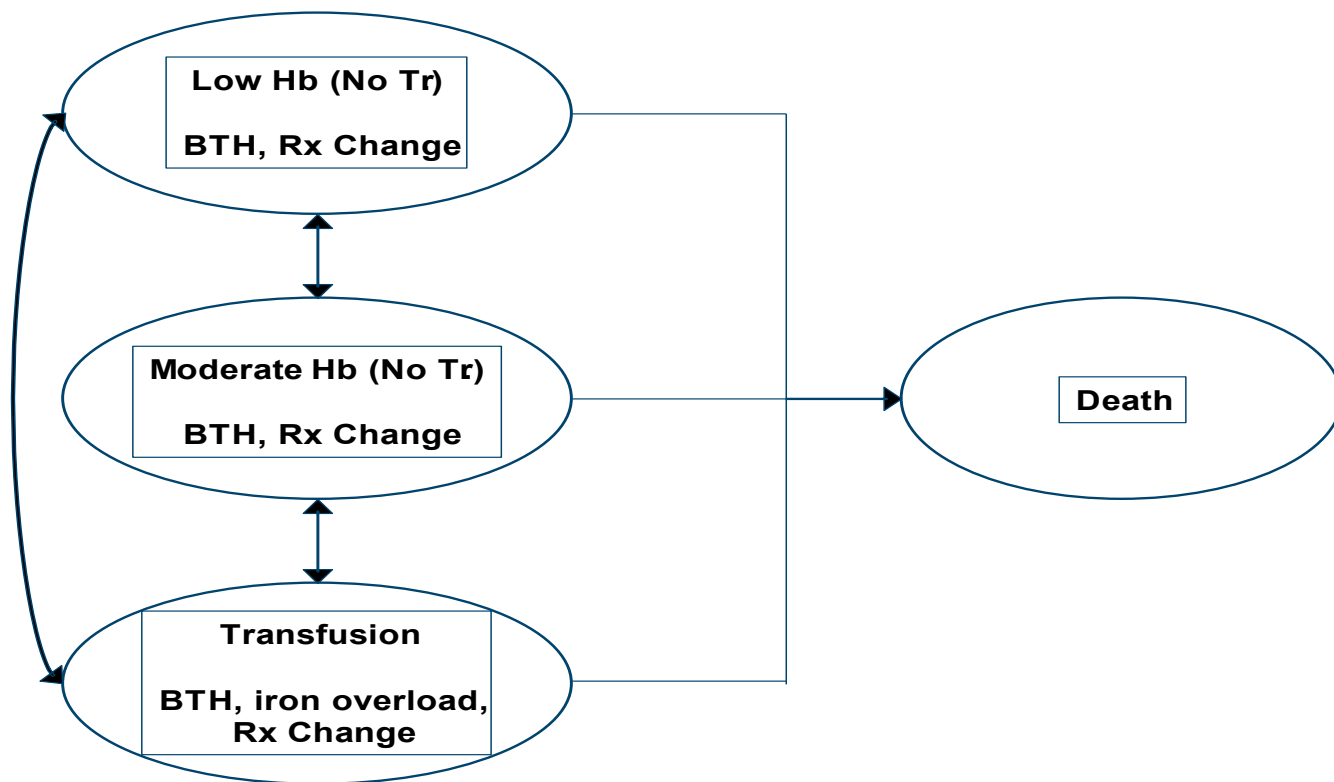 Low Hb (No Tr)
BTH, Rx Change
Moderate Hb (No Tr)
BTH, Rx Change
Death
Transfusion
BTH, iron overload,
Rx Change